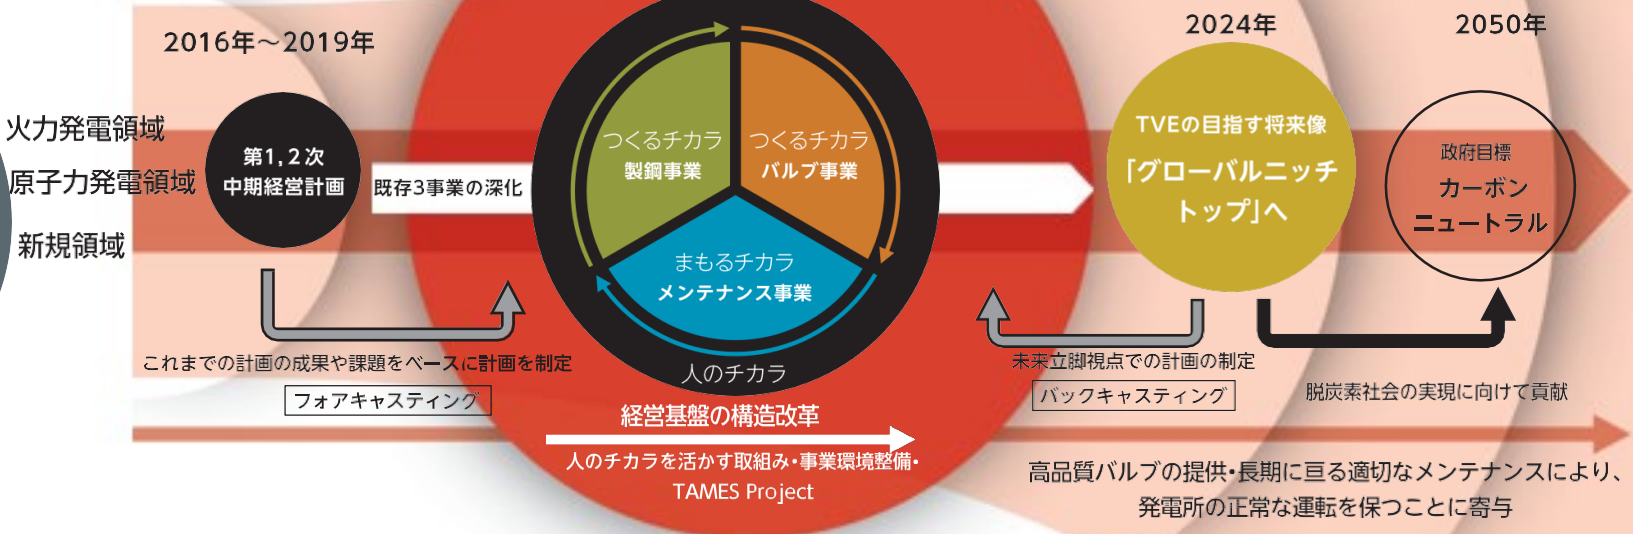 2016年～2019年
2024年
2050年
火力発電領域
原子力発電領域
新規領域
第1,2次
中期経営計画
既存3事業の深化
つくるチカラ
製鋼事業
つくるチカラ
バルブ事業
まもるチカラ
メンテナンス事業
人のチカラ
TVEの目指す将来像
「グローバルニッチ
トップ」へ
政府目標
カーボン
ニュートラル
これまでの計画の成果や課題をベースに計画を制定
フォアキャスティング
経営基盤の構造改革
人のチカラを活かす取組み・事業環境整備・
TAMES Project
未来立脚視点での計画の制定
バックキャスティング
脱炭素社会の実現に向けて貢献
高品質バルブの提供・長期に亘る適切なメンテナンスにより、
発電所の正常な運転を保つことに寄与